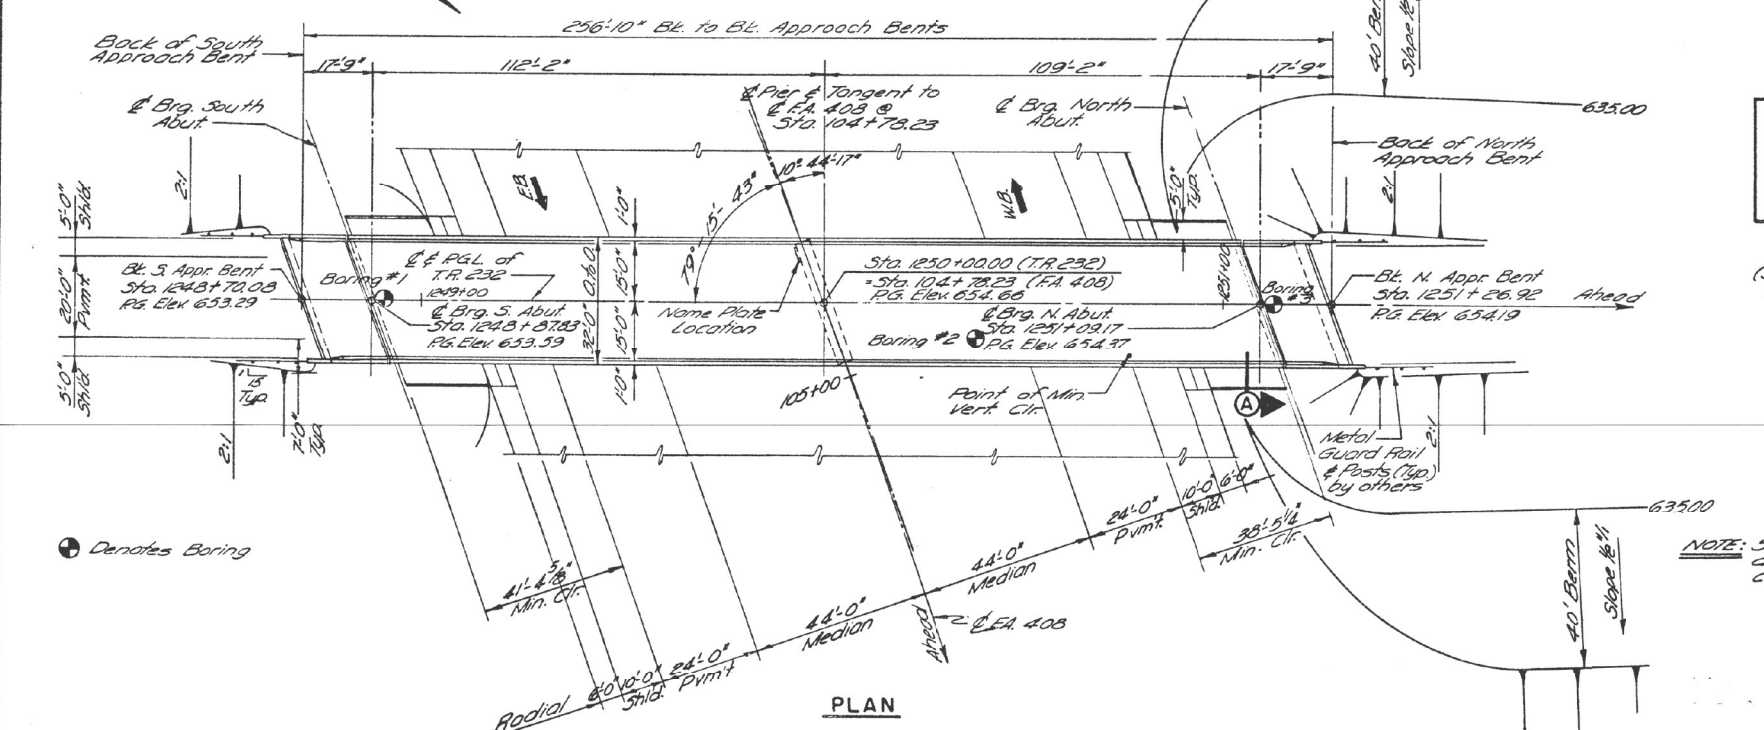 256'-10" Bk. to Bk. Approach Bents
Back of South
Approach Bent
17'-9"
112'-2"
109'-2"
17'-9"
40' Berm
Slope
℄ Brg. South
Abut.
℄ Pier & Tangent to
℄ F.A. 408 @
Sta. 104+78.23
℄ Brg. North
Abut.
635.00
Back of North
Approach Bent
10°-44'-17"
79°-15'-43"
E.B.
W.B.
5'-0"
Typ.
2:1
2:1
5'-0"
Shld.
20'-0"
Pvm't
5'-0"
Shld.
Bk. S. Appr. Bent
Sta. 1248+70.08
P.G. Elev. 653.29
Boring #1
℄ & P.G.L. of
T.R. 232
1249+00
℄ Brg. S. Abut.
Sta. 1248+87.83
P.G. Elev. 653.59
32'-0" O. to O.
1'-0"
15'-0"
15'-0"
1'-0"
Name Plate
Location
Sta. 1250+00.00 (T.R. 232)
=Sta. 104+78.23 (F.A. 408)
P.G. Elev. 654.66
℄ Brg. N. Abut.
Sta. 1251+09.17
P.G. Elev. 654.37
Boring #2
1251+00
Boring
#3
Bk. N. Appr. Bent
Sta. 1251+26.92
P.G. Elev. 654.19
Ahead
105+00
Point of Min.
Vert. Clr.
A
15
Typ.
7'-0"
Typ.
2:1
Metal
Guard Rail
& Posts (Typ.)
by others
2:1
635.00
40' Berm
Slope
NOTE:
Denotes Boring
41'-4 5/8"
Min. Clr.
38'-5 1/4"
Min. Clr.
Radial
6'-0"
10'-0"
Shld.
24'-0"
Pvm't
44'-0"
Median
44'-0"
Median
24'-0"
Pvm't
10'-0"
Shld.
6'-0"
Ahead
℄ F.A. 408
PLAN